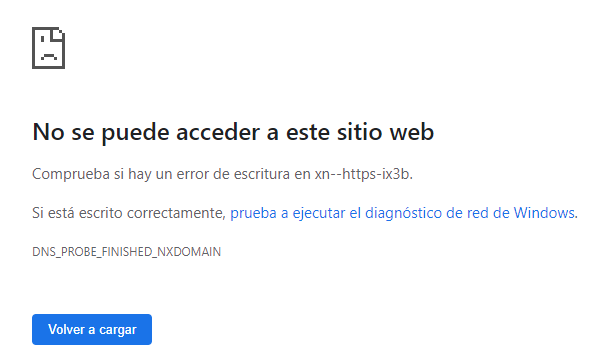 No se puede acceder a este sitio web
Comprueba si hay un error de escritura en xn--https-ix3b.
Si está escrito correctamente, prueba a ejecutar el diagnóstico de red de Windows.
DNS_PROBE_FINISHED_NXDOMAIN
Volver a cargar